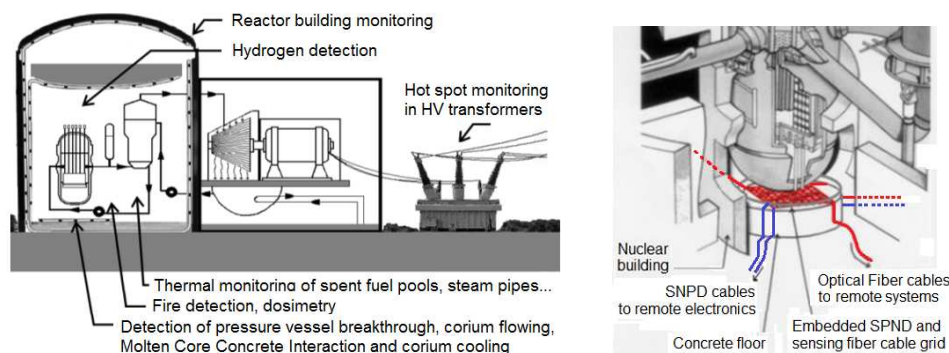 Reactor building monitoring
Hydrogen detection
Hot spot monitoring
in HV transformers
Thermal monitoring of spent fuel pools, steam pipes...
Fire detection, dosimetry
Detection of pressure vessel breakthrough, corium flowing,
Molten Core Concrete Interaction and corium cooling
Nuclear
building
SNPD cables
to remote electronics
Concrete floor
Optical Fiber cables
to remote systems
Embedded SPND and
sensing fiber cable grid